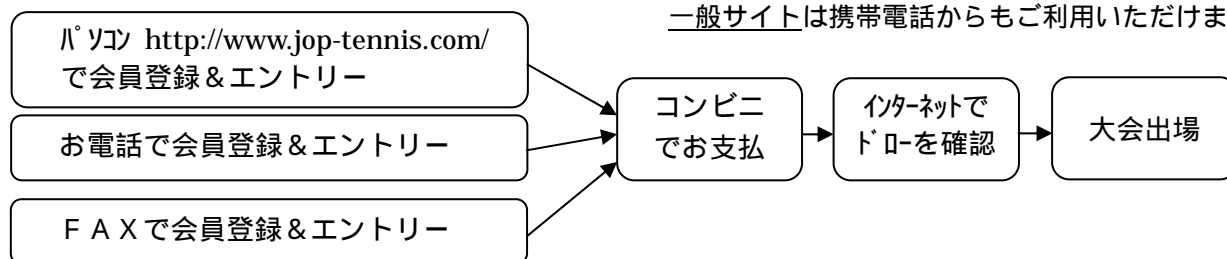 一般サイトは携帯電話からもご利用いただけま
ﾊﾟｿｺﾝ http://www.jop-tennis.com/
で会員登録＆エントリー
お電話で会員登録＆エントリー
ＦＡＸで会員登録＆エントリー
コンビニ
でお支払
ｲﾝﾀｰﾈｯﾄで
ﾄﾞﾛｰを確認
大会出場